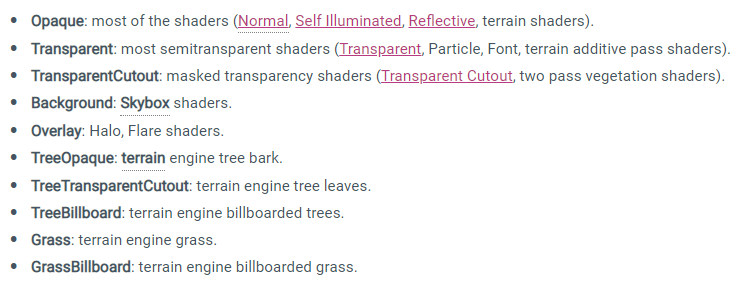 Opaque: most of the shaders (Normal, Self Illuminated, Reflective, terrain shaders).
Transparent: most semitransparent shaders (Transparent, Particle, Font, terrain additive pass shaders).
TransparentCutout: masked transparency shaders (Transparent Cutout, two pass vegetation shaders).
Background: Skybox shaders.
Overlay: Halo, Flare shaders.
TreeOpaque: terrain engine tree bark.
TreeTransparentCutout: terrain engine tree leaves.
TreeBillboard: terrain engine billboarded trees.
Grass: terrain engine grass.
GrassBillboard: terrain engine billboarded grass.